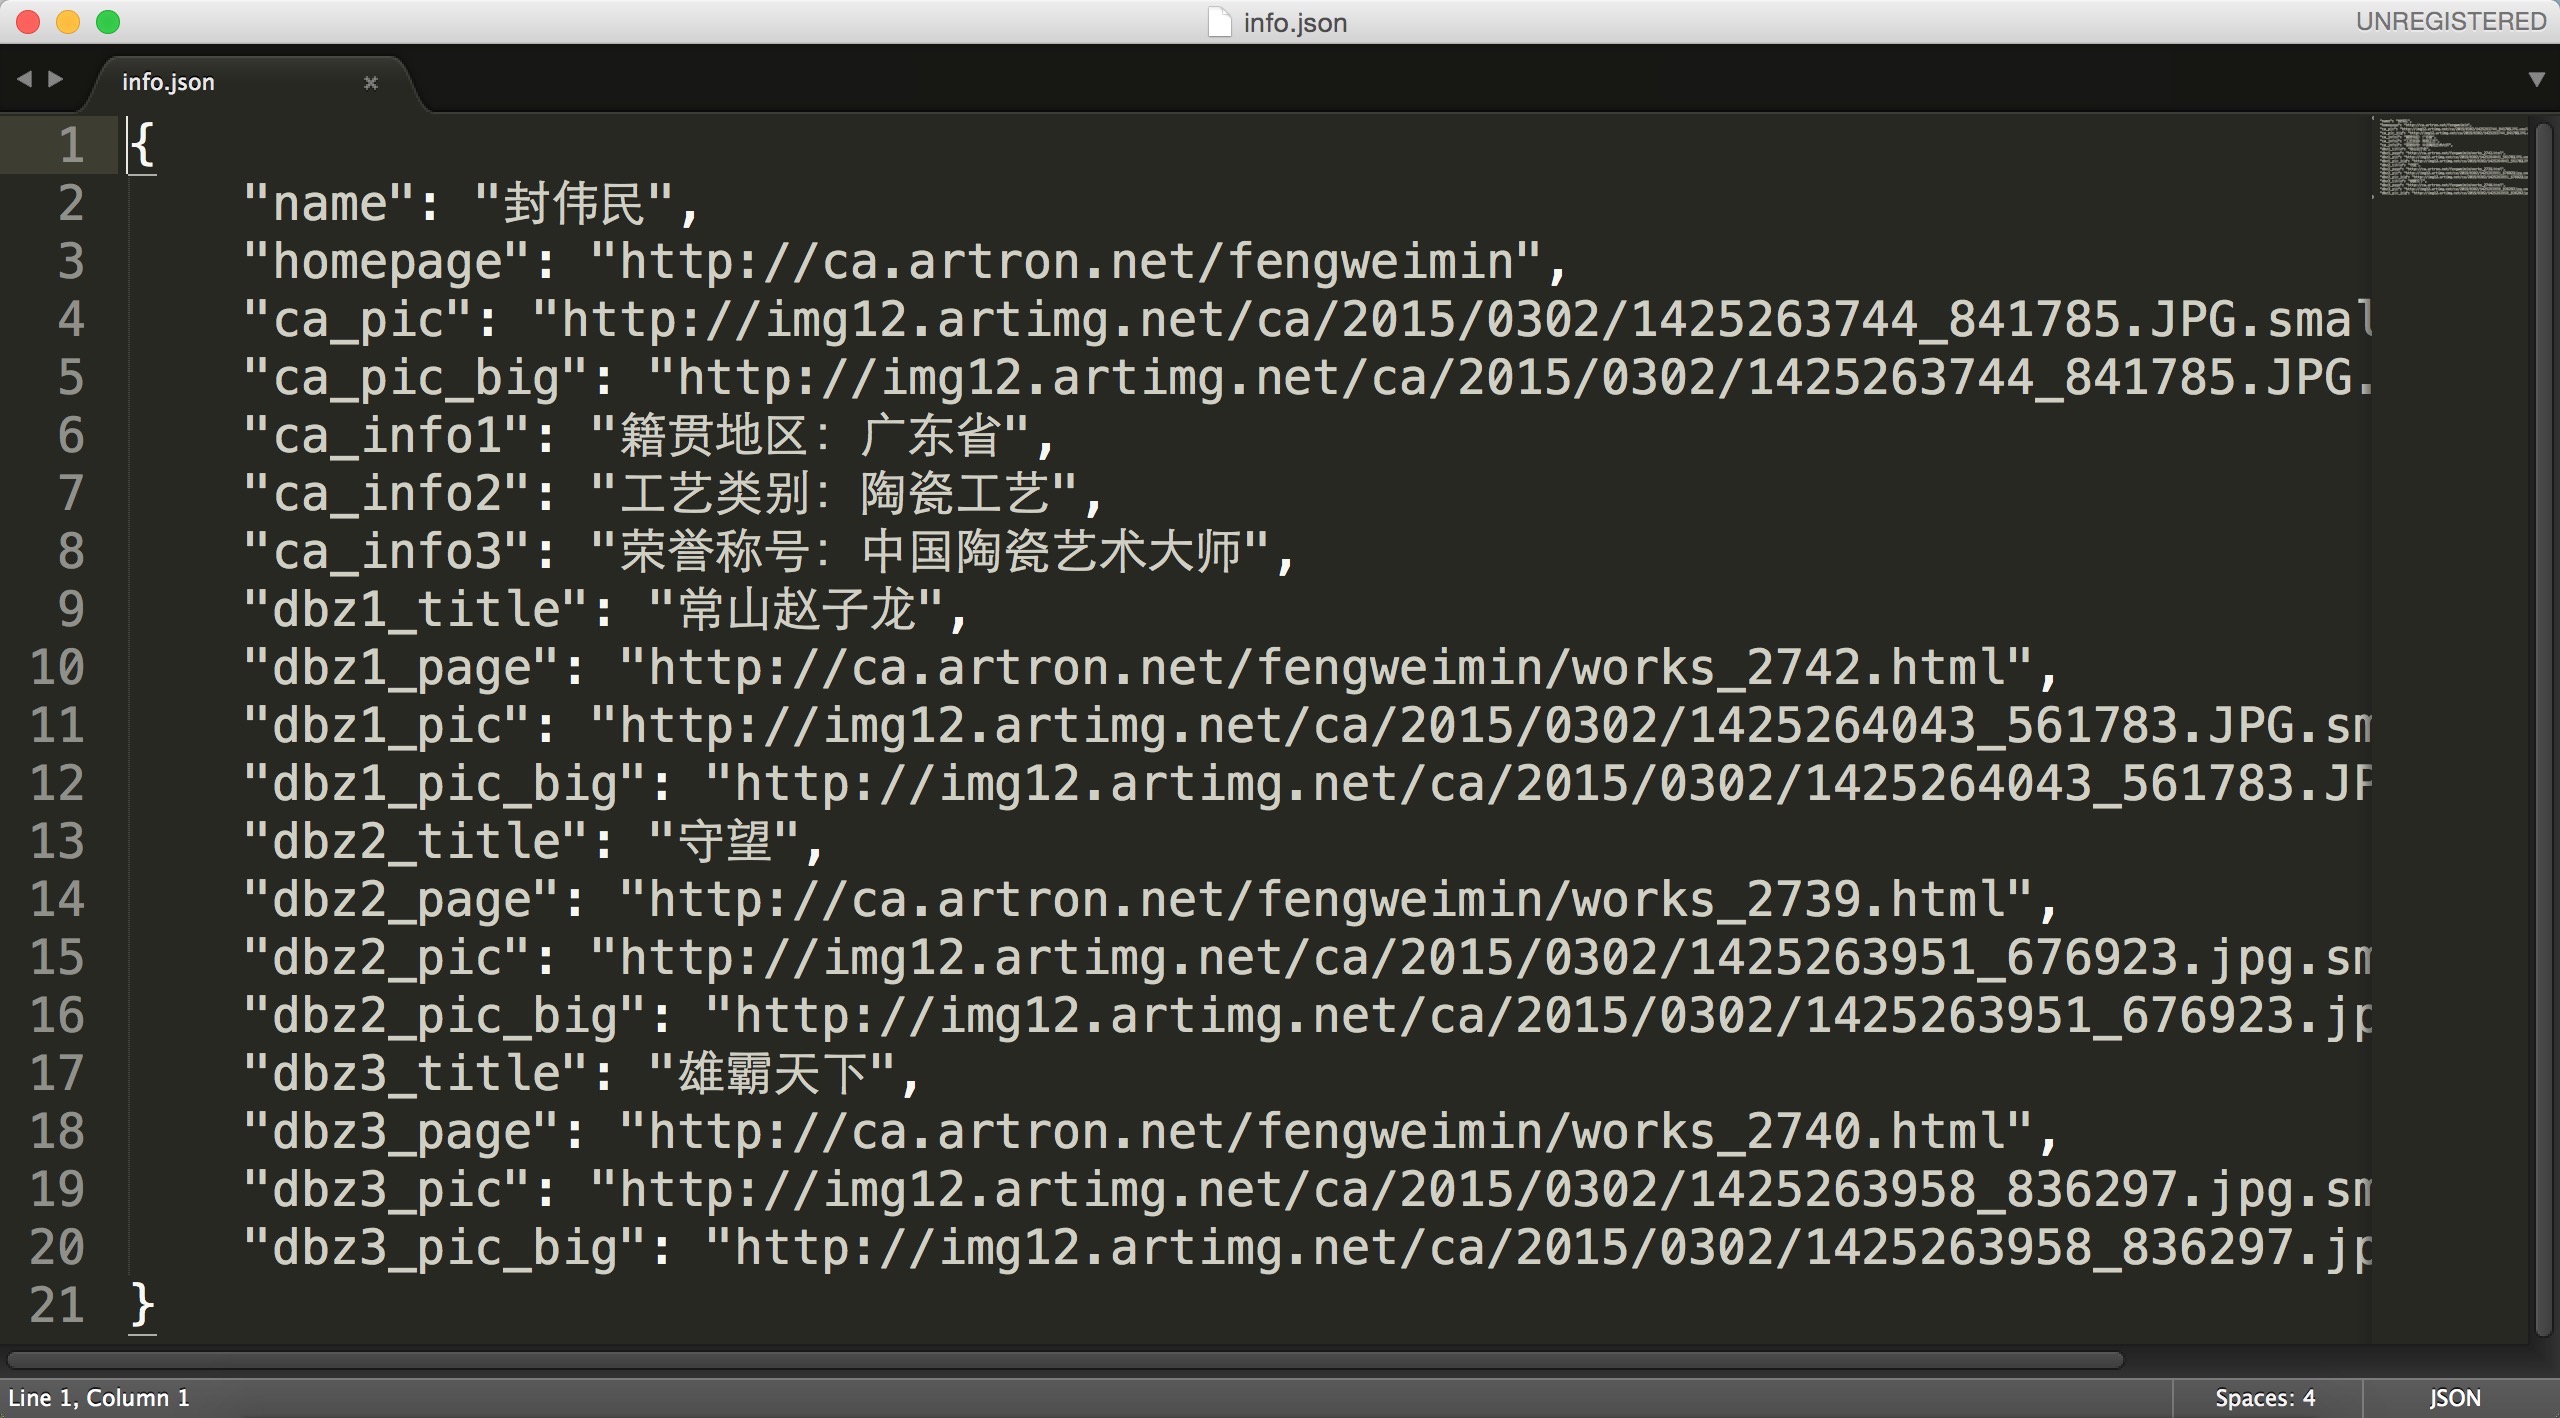 info.json
UNREGISTERED
info.json
1 {
2 "name": "封伟民",
3 "homepage": "http://ca.artron.net/fengweimin",
4 "ca_pic": "http://img12.artimg.net/ca/2015/0302/1425263744_841785.JPG.smal
5 "ca_pic_big": "http://img12.artimg.net/ca/2015/0302/1425263744_841785.JPG.
6 "ca_info1": "籍贯地区：广东省",
7 "ca_info2": "工艺类别：陶瓷工艺",
8 "ca_info3": "荣誉称号：中国陶瓷艺术大师",
9 "dbz1_title": "常山赵子龙",
10 "dbz1_page": "http://ca.artron.net/fengweimin/works_2742.html",
11 "dbz1_pic": "http://img12.artimg.net/ca/2015/0302/1425264043_561783.JPG.sm
12 "dbz1_pic_big": "http://img12.artimg.net/ca/2015/0302/1425264043_561783.JP
13 "dbz2_title": "守望",
14 "dbz2_page": "http://ca.artron.net/fengweimin/works_2739.html",
15 "dbz2_pic": "http://img12.artimg.net/ca/2015/0302/1425263951_676923.jpg.sm
16 "dbz2_pic_big": "http://img12.artimg.net/ca/2015/0302/1425263951_676923.jp
17 "dbz3_title": "雄霸天下",
18 "dbz3_page": "http://ca.artron.net/fengweimin/works_2740.html",
19 "dbz3_pic": "http://img12.artimg.net/ca/2015/0302/1425263958_836297.jpg.sm
20 "dbz3_pic_big": "http://img12.artimg.net/ca/2015/0302/1425263958_836297.jp
21 }
Line 1, Column 1
Spaces: 4
JSON